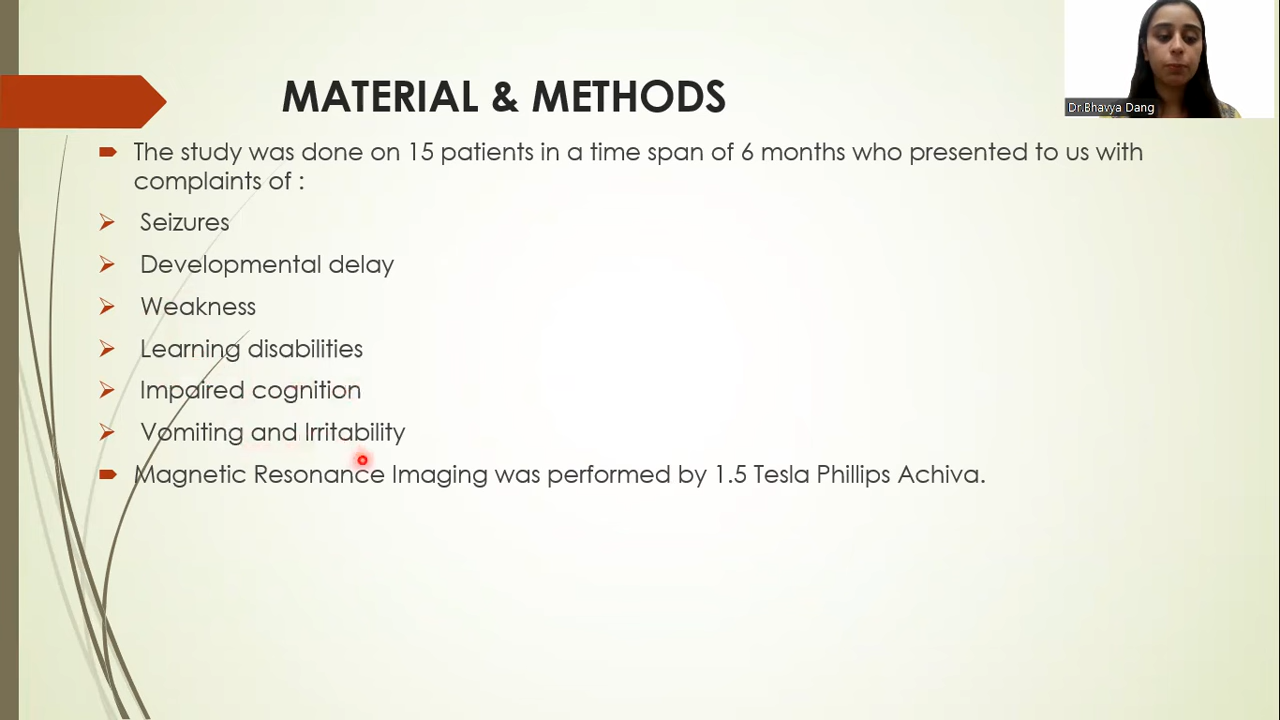 MATERIAL & METHODS
Dr.Bhavya Dang
The study was done on 15 patients in a time span of 6 months who presented to us with
complaints of :
Seizures
Developmental delay
Weakness
Learning disabilities
Impaired cognition
Vomiting and Irritability
Magnetic Resonance Imaging was performed by 1.5 Tesla Phillips Achiva.